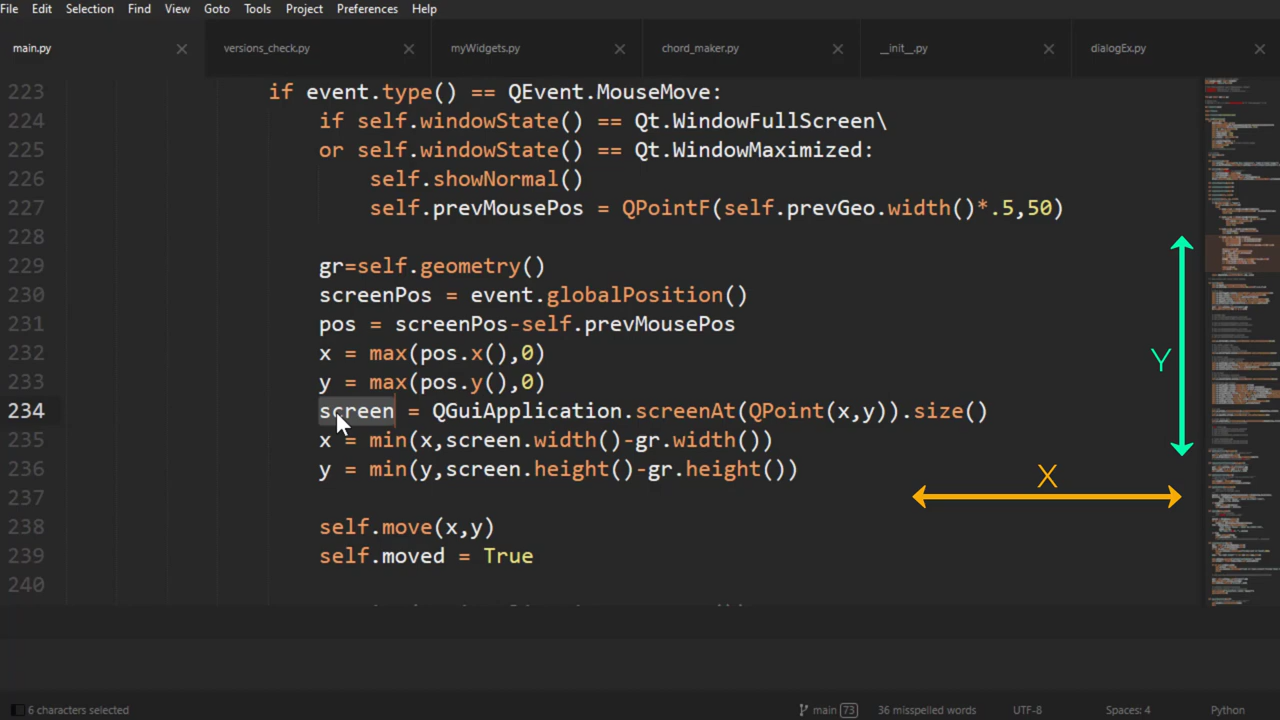 File Edit Selection Find View Goto Tools Project Preferences Help
main.py versions_check.py myWidgets.py chord_maker.py __init__.py dialogEx.py
223 if event.type() == QEvent.MouseMove:
224 if self.windowState() == Qt.WindowFullScreen\
225 or self.windowState() == Qt.WindowMaximized:
226 self.showNormal()
227 self.prevMousePos = QPointF(self.prevGeo.width()*.5,50)
228
229 gr=self.geometry()
230 screenPos = event.globalPosition()
231 pos = screenPos-self.prevMousePos
232 x = max(pos.x(),0)
233 y = max(pos.y(),0)
234 screen = QGuiApplication.screenAt(QPoint(x,y)).size()
235 x = min(x,screen.width()-gr.width())
236 y = min(y,screen.height()-gr.height())
237
238 self.move(x,y)
239 self.moved = True
240
Y
X
6 characters selected main 73 36 misspelled words UTF-8 Spaces: 4 Python